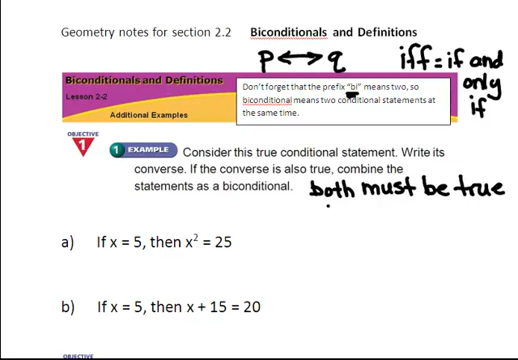 Geometry notes for section 2.2 Biconditionals and Definitions
p ↔ q
iff = if and
only
if
Biconditionals and Definitions
Lesson 2-2
Additional Examples
Don't forget that the prefix "bi" means two, so
biconditional means two conditional statements at
the same time.
OBJECTIVE
1
1 EXAMPLE Consider this true conditional statement. Write its
converse. If the converse is also true, combine the
statements as a biconditional.
both must be true
a) If x = 5, then x² = 25
b) If x = 5, then x + 15 = 20
OBJECTIVE